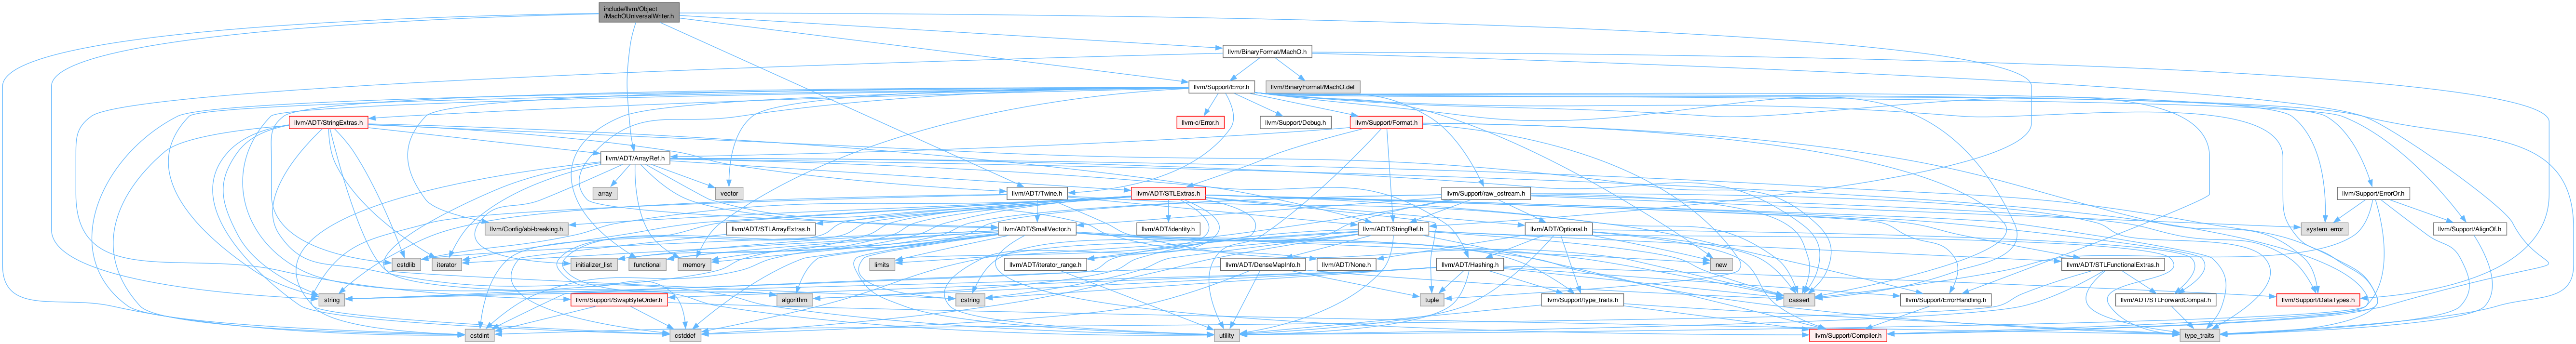 include/llvm/Object
/MachOUniversalWriter.h
llvm/BinaryFormat/MachO.h
llvm/Support/Error.h
llvm/BinaryFormat/MachO.def
llvm/ADT/StringExtras.h
llvm-c/Error.h
llvm/Support/Debug.h
llvm/Support/Format.h
llvm/ADT/ArrayRef.h
array
vector
llvm/ADT/Twine.h
llvm/ADT/STLExtras.h
llvm/Support/raw_ostream.h
llvm/Support/ErrorOr.h
llvm/Config/abi-breaking.h
llvm/ADT/STLArrayExtras.h
llvm/ADT/SmallVector.h
llvm/ADT/identity.h
llvm/ADT/StringRef.h
llvm/ADT/Optional.h
system_error
llvm/Support/AlignOf.h
cstdlib
iterator
initializer_list
functional
memory
limits
llvm/ADT/iterator_range.h
llvm/ADT/DenseMapInfo.h
llvm/ADT/None.h
llvm/ADT/Hashing.h
new
llvm/ADT/STLFunctionalExtras.h
string
llvm/Support/SwapByteOrder.h
algorithm
cstring
tuple
llvm/Support/type_traits.h
cassert
llvm/Support/ErrorHandling.h
llvm/ADT/STLForwardCompat.h
llvm/Support/DataTypes.h
cstdint
cstddef
utility
llvm/Support/Compiler.h
type_traits